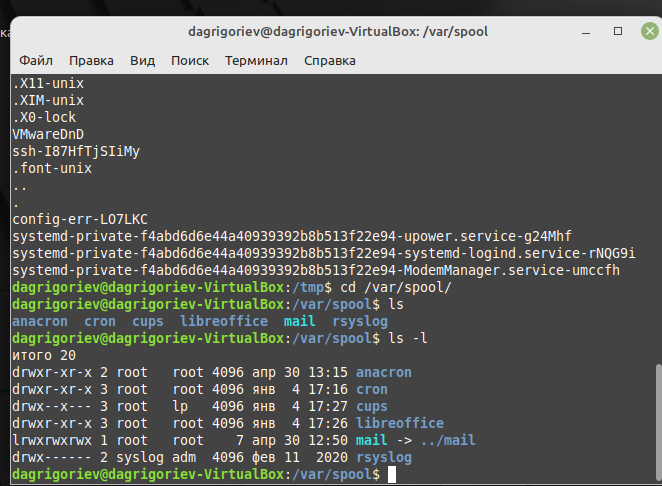 dagrigoriev@dagrigoriev-VirtualBox: /var/spool
Файл Правка Вид Поиск Терминал Справка
.X11-unix
.XIM-unix
.X0-lock
VMwareDnD
ssh-I87HfTjSIiMy
.font-unix
..
.
config-err-LO7LKC
systemd-private-f4abd6d6e44a40939392b8b513f22e94-upower.service-g24Mhf
systemd-private-f4abd6d6e44a40939392b8b513f22e94-systemd-logind.service-rNQG9i
systemd-private-f4abd6d6e44a40939392b8b513f22e94-ModemManager.service-umccfh
dagrigoriev@dagrigoriev-VirtualBox:/tmp$ cd /var/spool/
dagrigoriev@dagrigoriev-VirtualBox:/var/spool$ ls
anacron cron cups libreoffice mail rsyslog
dagrigoriev@dagrigoriev-VirtualBox:/var/spool$ ls -l
итого 20
drwxr-xr-x 2 root root 4096 апр 30 13:15 anacron
drwxr-xr-x 3 root root 4096 янв 4 17:16 cron
drwx--x--- 3 root lp 4096 янв 4 17:27 cups
drwxr-xr-x 3 root root 4096 янв 4 17:26 libreoffice
lrwxrwxrwx 1 root root 7 апр 30 12:50 mail -> ../mail
drwx------ 2 syslog adm 4096 фев 11 2020 rsyslog
dagrigoriev@dagrigoriev-VirtualBox:/var/spool$